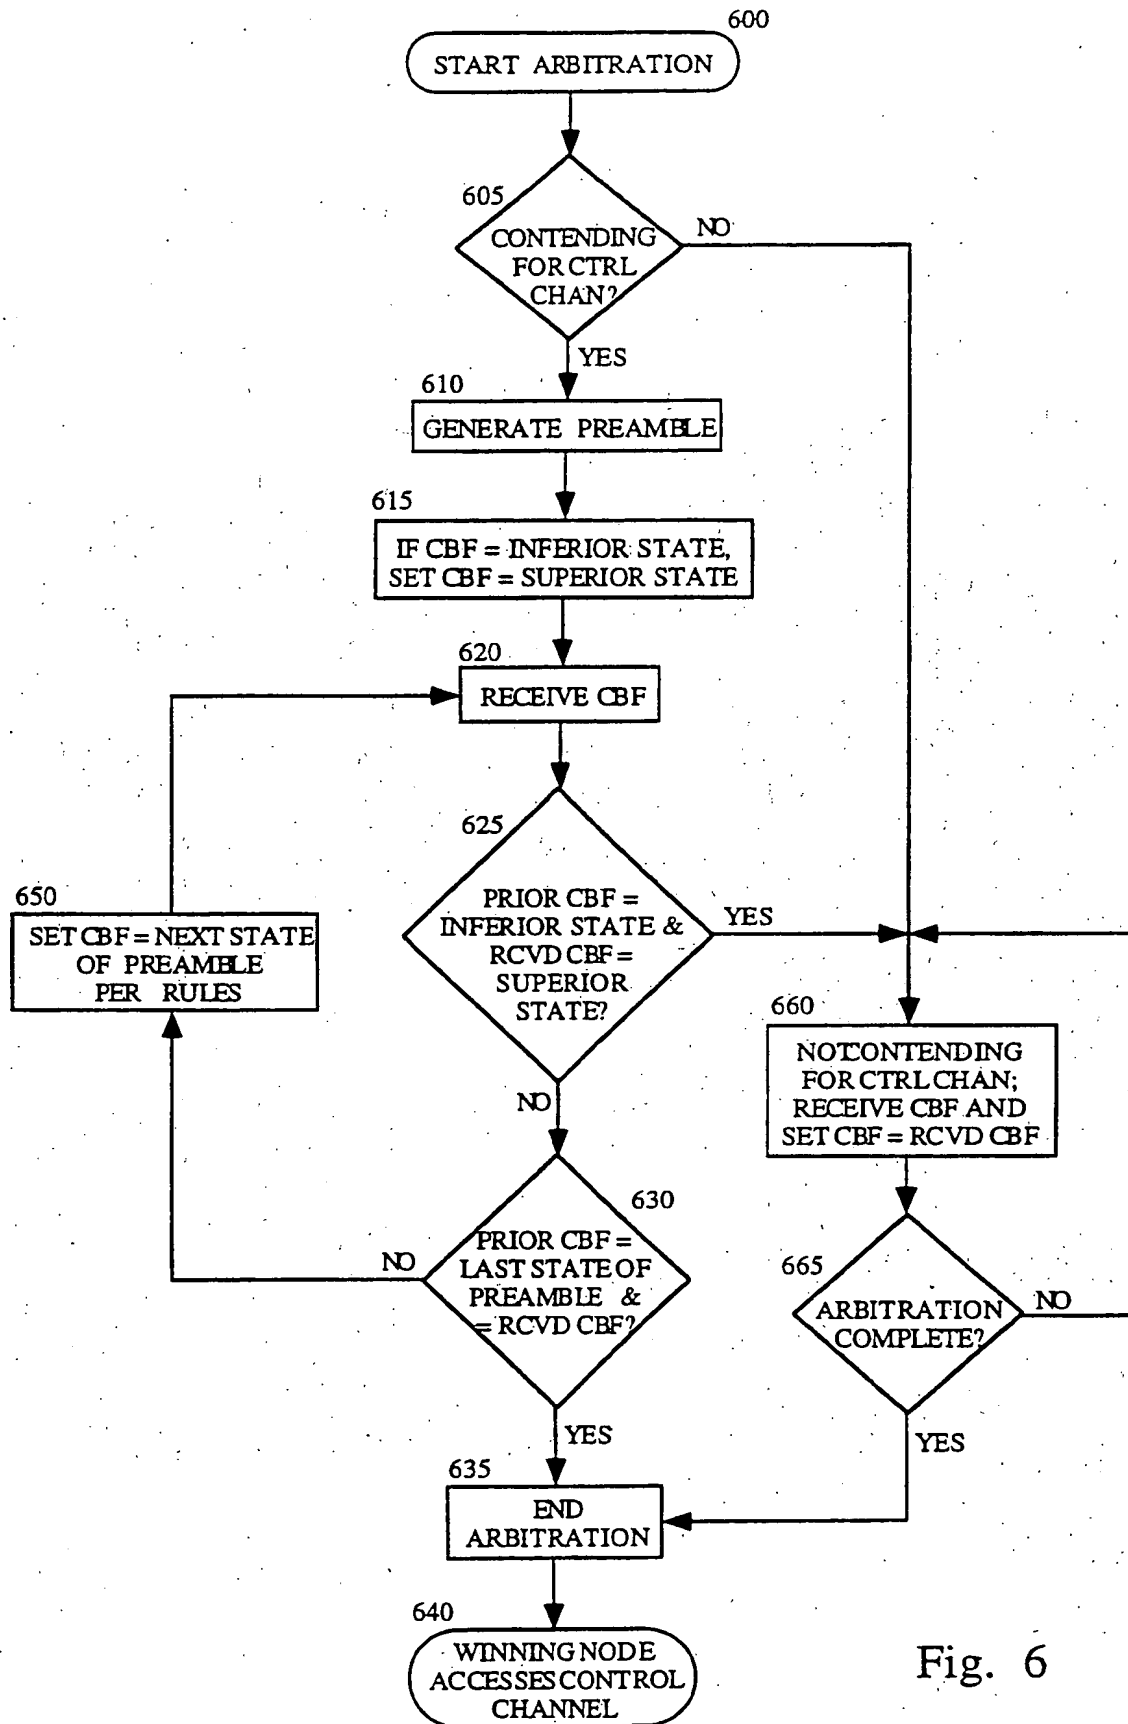 600
START ARBITRATION
605
CONTENDING
FOR CTRL
CHAN?
NO
YES
610
GENERATE PREAMBLE
615
IF CBF = INFERIOR STATE,
SET CBF = SUPERIOR STATE
620
RECEIVE CBF
625
PRIOR CBF =
INFERIOR STATE &
RCVD CBF =
SUPERIOR
STATE?
YES
NO
650
SET CBF = NEXT STATE
OF PREAMBLE
PER RULES
660
NOT CONTENDING
FOR CTRL CHAN;
RECEIVE CBF AND
SET CBF = RCVD CBF
630
PRIOR CBF =
LAST STATE OF
PREAMBLE &
= RCVD CBF?
NO
YES
665
ARBITRATION
COMPLETE?
NO
YES
635
END
ARBITRATION
640
WINNING NODE
ACCESSES CONTROL
CHANNEL
Fig. 6